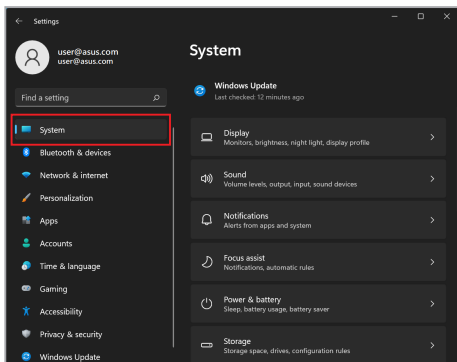 Settings
user@asus.com
user@asus.com
Find a setting
System
Bluetooth & devices
Network & internet
Personalization
Apps
Accounts
Time & language
Gaming
Accessibility
Privacy & security
Windows Update
System
Windows Update
Last checked: 12 minutes ago
Display
Monitors, brightness, night light, display profile
Sound
Volume levels, output, input, sound devices
Notifications
Alerts from apps and system
Focus assist
Notifications, automatic rules
Power & battery
Sleep, battery usage, battery saver
Storage
Storage space, drives, configuration rules